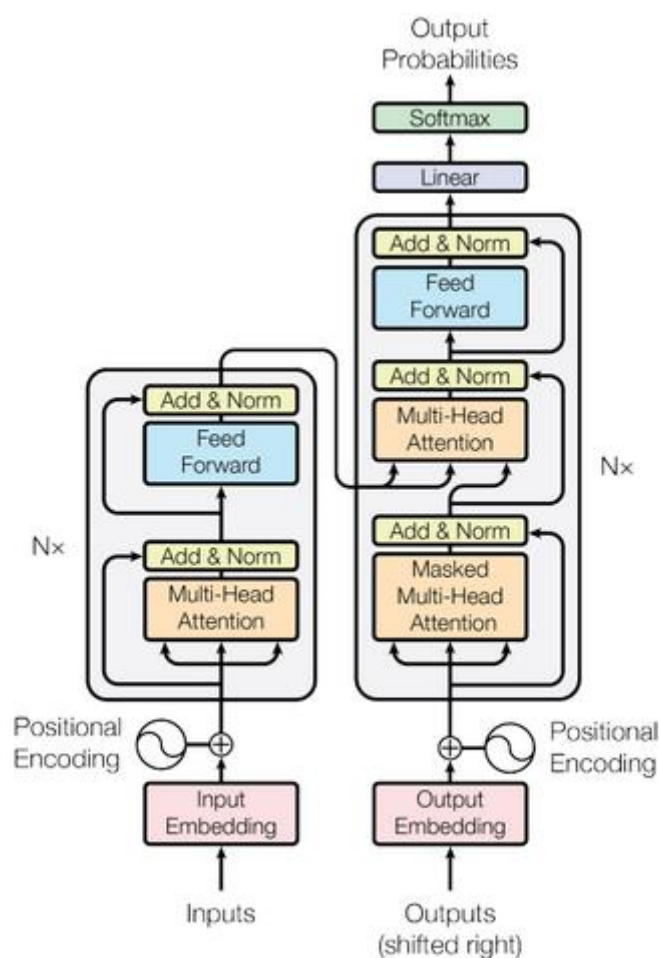 Output
Probabilities
Softmax
Linear
Add & Norm
Feed
Forward
Add & Norm
Multi-Head
Attention
Add & Norm
Masked
Multi-Head
Attention
Nx
Add & Norm
Feed
Forward
Add & Norm
Multi-Head
Attention
Nx
Positional
Encoding
Positional
Encoding
Input
Embedding
Output
Embedding
Inputs
Outputs
(shifted right)